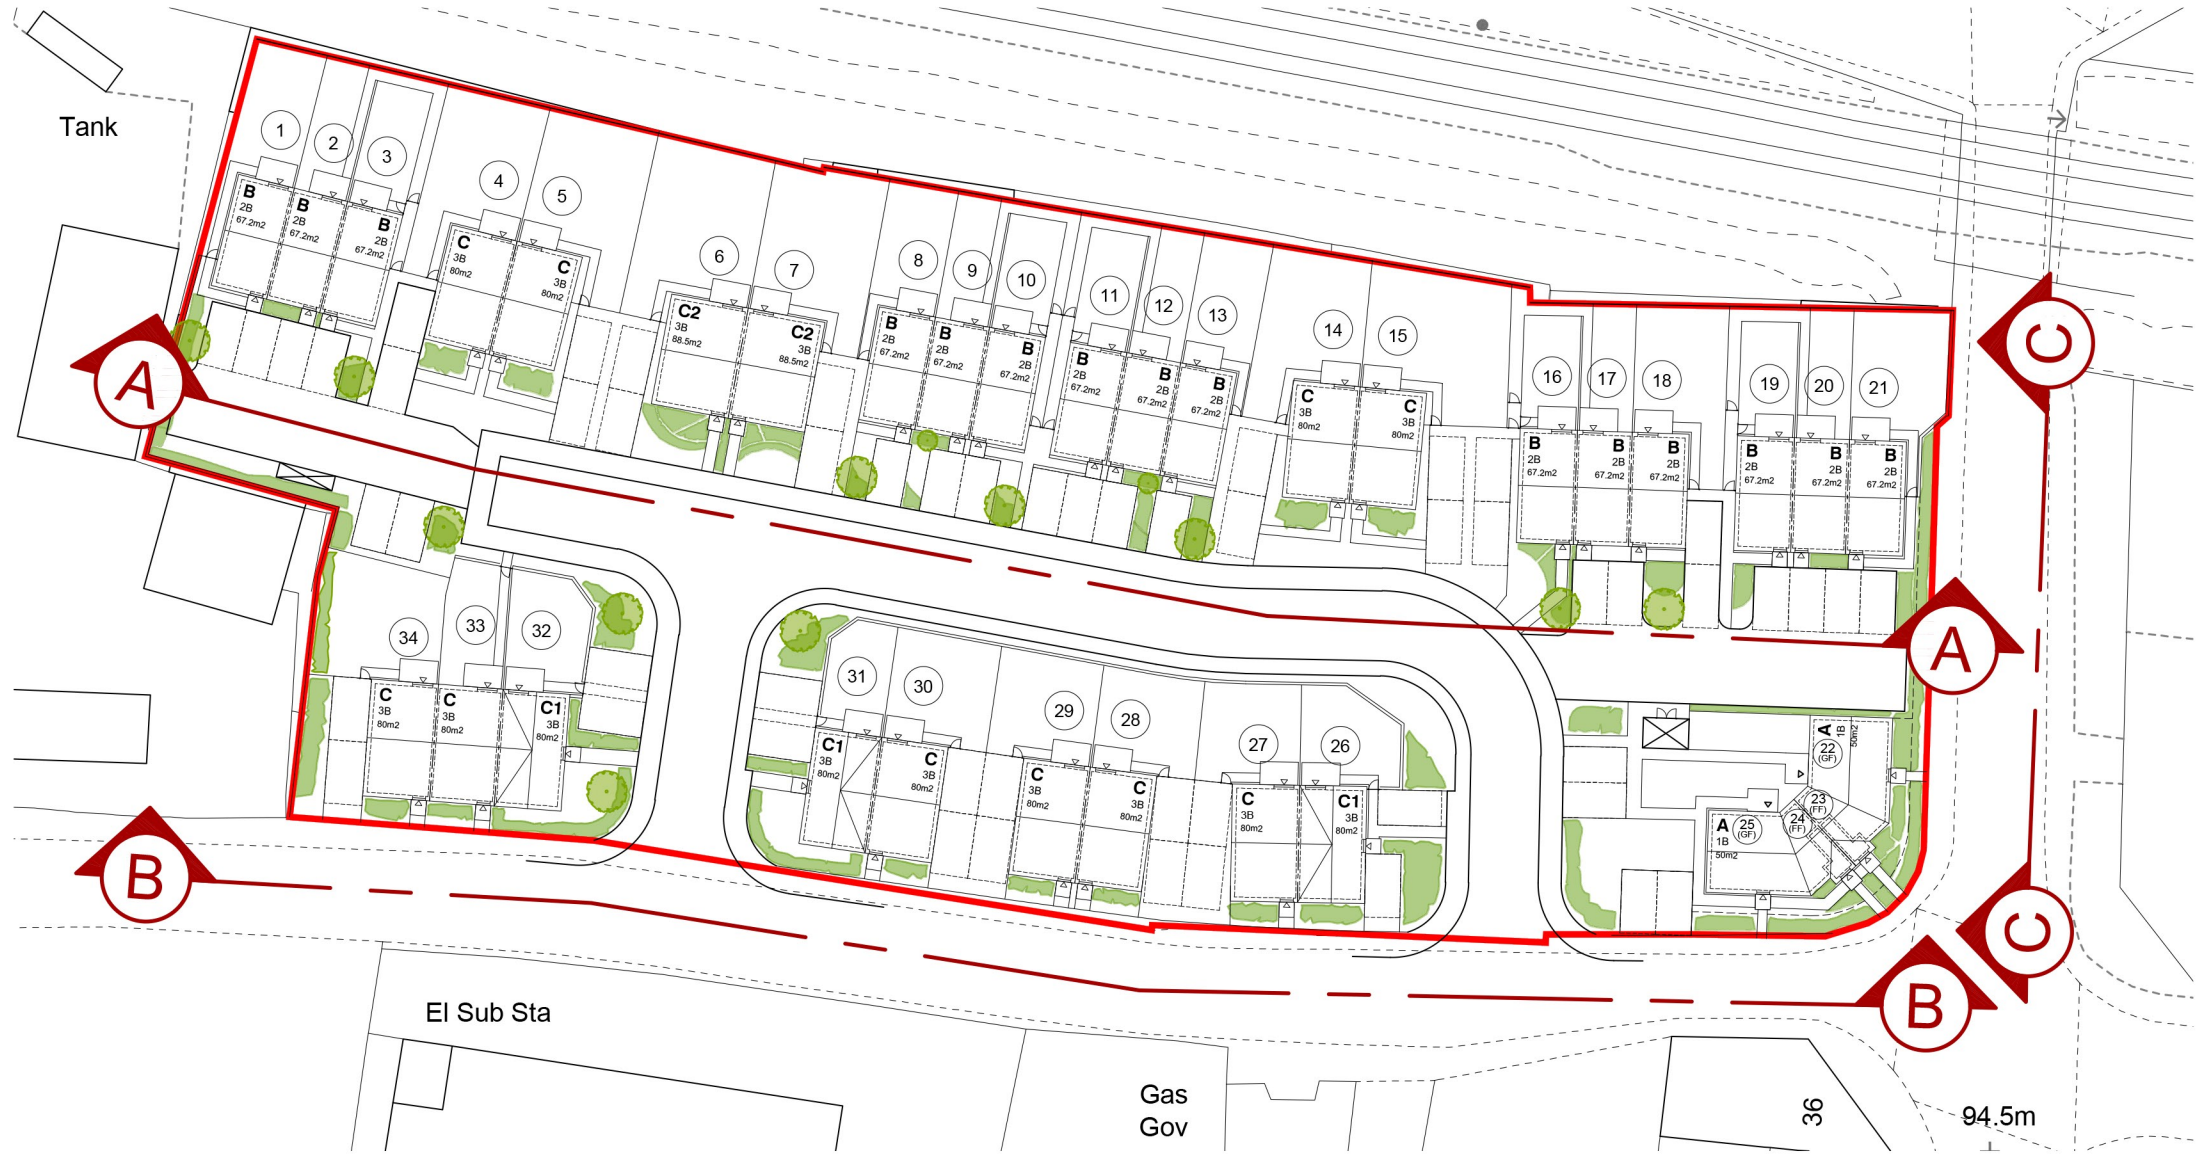 Tank
1
2
3
4
5
6
7
8
9
10
11
12
13
14
15
16
17
18
19
20
21
B
2B
67.2m2
B
2B
67.2m2
B
2B
67.2m2
C
3B
80m2
C
3B
80m2
C2
3B
88.5m2
C2
3B
88.5m2
B
2B
67.2m2
B
2B
67.2m2
B
2B
67.2m2
B
2B
67.2m2
B
2B
67.2m2
B
2B
67.2m2
C
3B
80m2
C
3B
80m2
B
2B
67.2m2
B
2B
67.2m2
B
2B
67.2m2
B
2B
67.2m2
B
2B
67.2m2
B
2B
67.2m2
A
C
A
34
33
32
31
30
29
28
27
26
C
3B
80m2
C
3B
80m2
C1
3B
80m2
C1
3B
80m2
C
3B
80m2
C
3B
80m2
C
3B
80m2
C
3B
80m2
C1
3B
80m2
A
1B
50m2
22
(GF)
23
(FF)
24
(FF)
A
1B
50m2
25
(GF)
B
C
B
El Sub Sta
Gas
Gov
36
94.5m